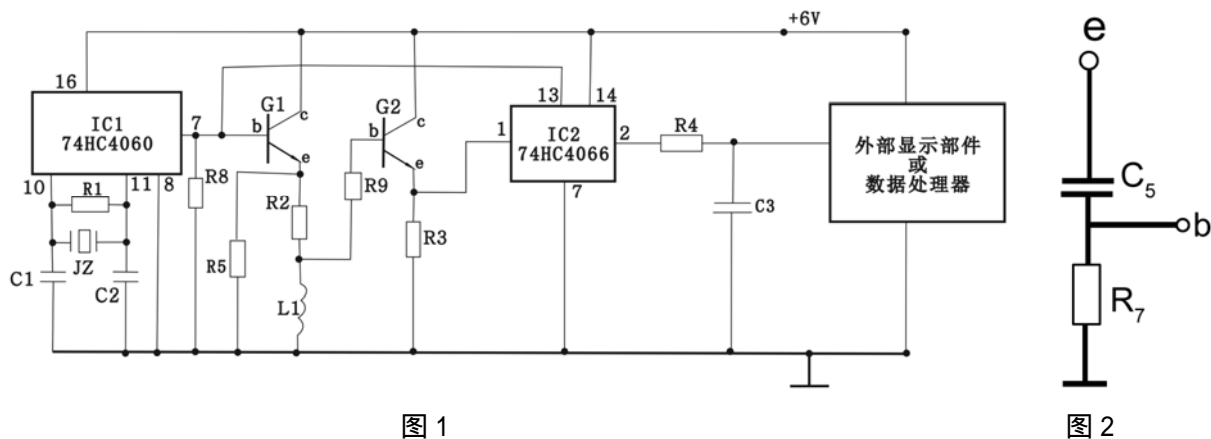 +6V
e
16
13
14
G1
G2
b
c
e
b
c
e
IC1
74HC4060
7
1
IC2
74HC4066
2
R4
外部显示部件
或
数据处理器
C5
b
10
R1
11
8
R8
R2
R9
7
C3
R3
R7
JZ
C1
C2
R5
L1
图 1
图 2